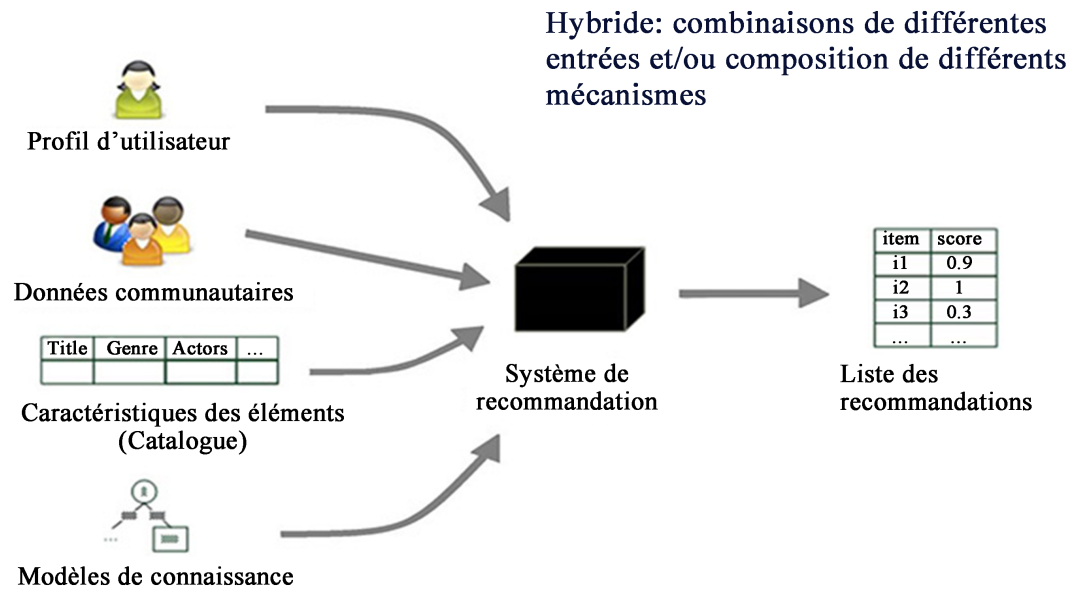 Hybride: combinaisons de différentes
entrées et/ou composition de différents
mécanismes
Profil d’utilisateur
Données communautaires
Title Genre Actors ...
Caractéristiques des éléments
(Catalogue)
Modèles de connaissance
...
Système de
recommandation
item score
i1 0.9
i2 1
i3 0.3
... ...
Liste des
recommandations